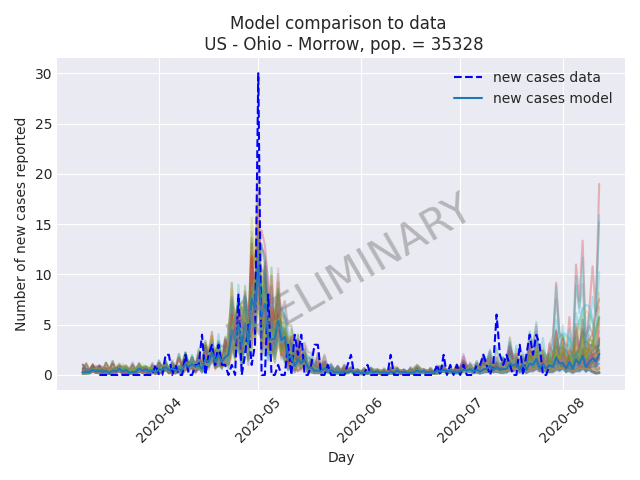 Model comparison to data
US - Ohio - Morrow, pop. = 35328
new cases data
new cases model
Number of new cases reported
30
25
20
15
10
5
0
ELIMINARY
2020-04
2020-05
2020-06
2020-07
2020-08
Day